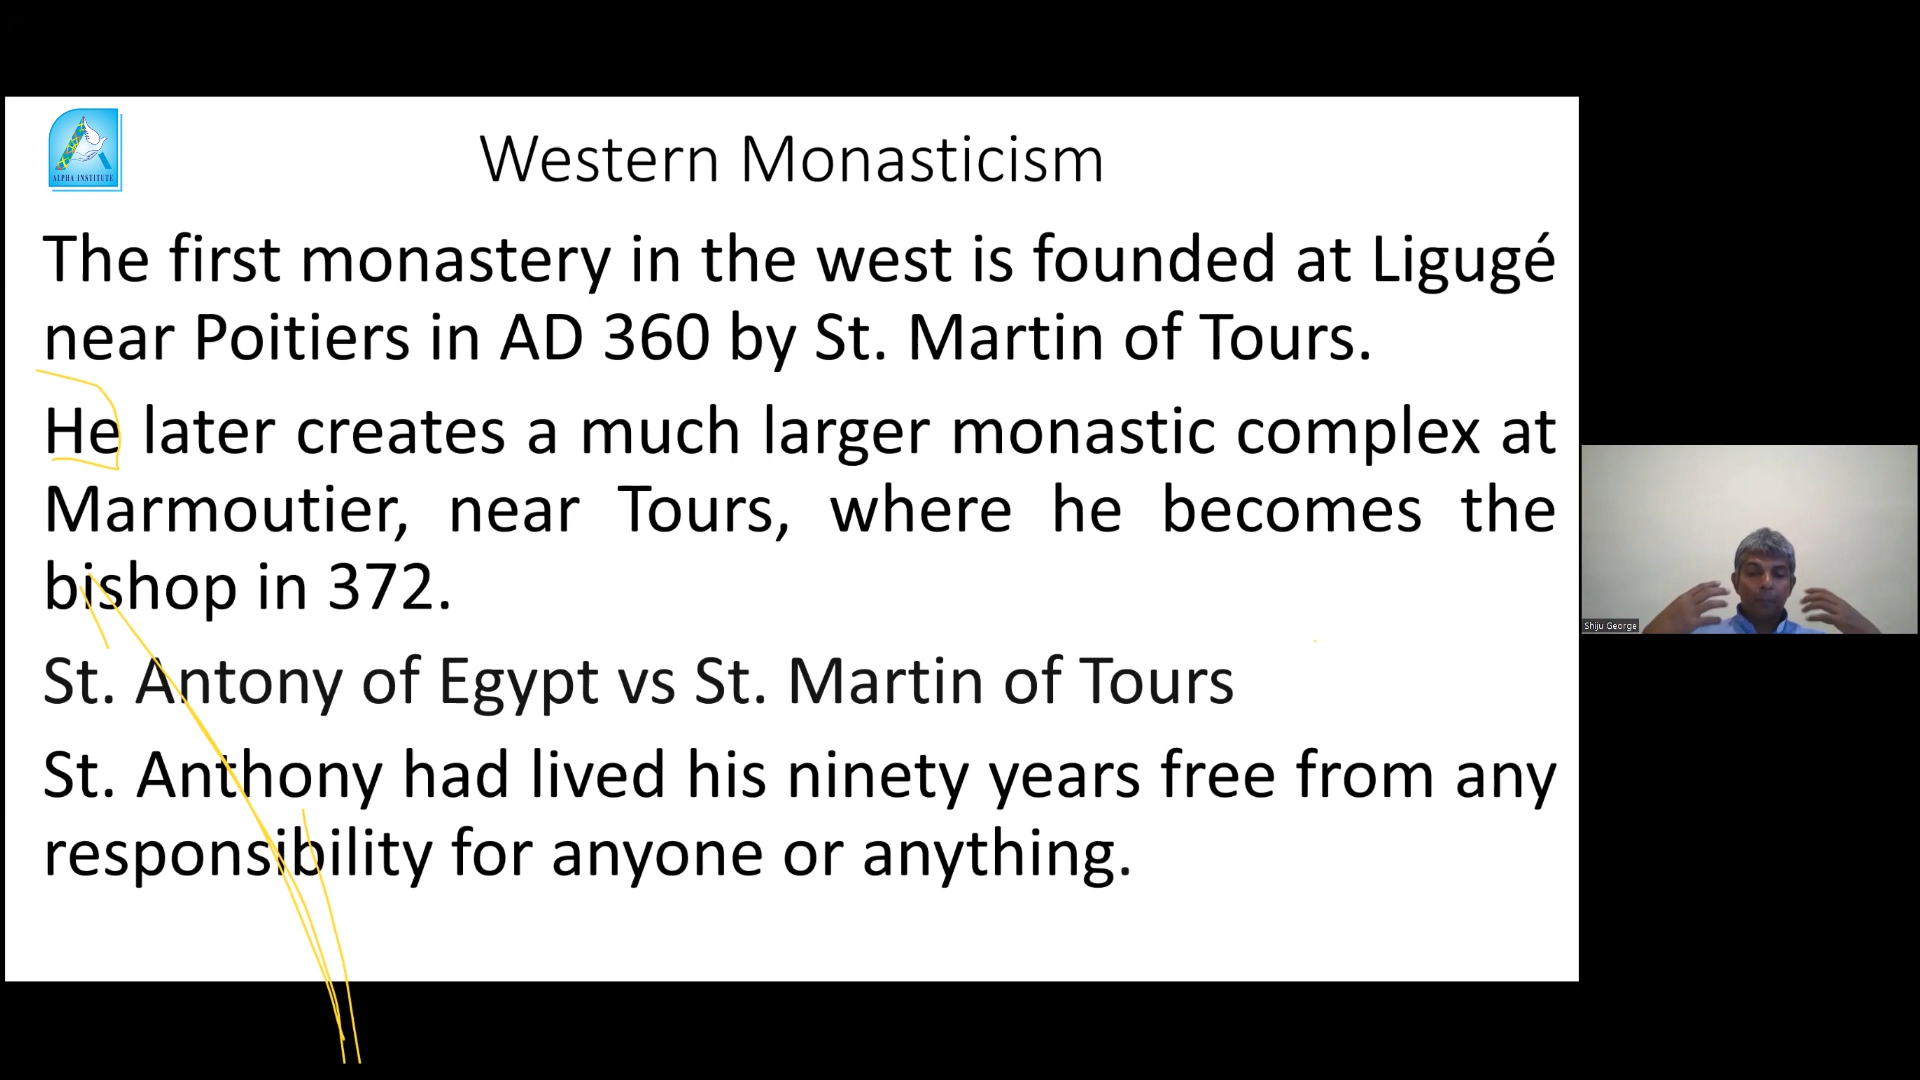 ALPHA INSTITUTE
Western Monasticism
The first monastery in the west is founded at Ligugé
near Poitiers in AD 360 by St. Martin of Tours.
He later creates a much larger monastic complex at
Marmoutier, near Tours, where he becomes the
bishop in 372.
St. Antony of Egypt vs St. Martin of Tours
St. Anthony had lived his ninety years free from any
responsibility for anyone or anything.
Shiju George